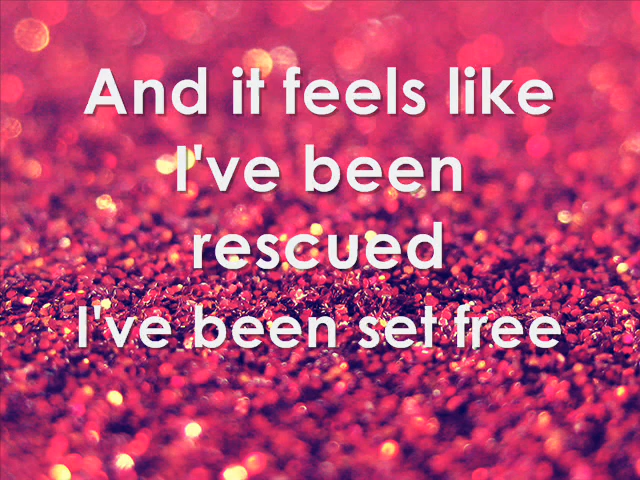 And it feels like
I've been
rescued
I've been set free